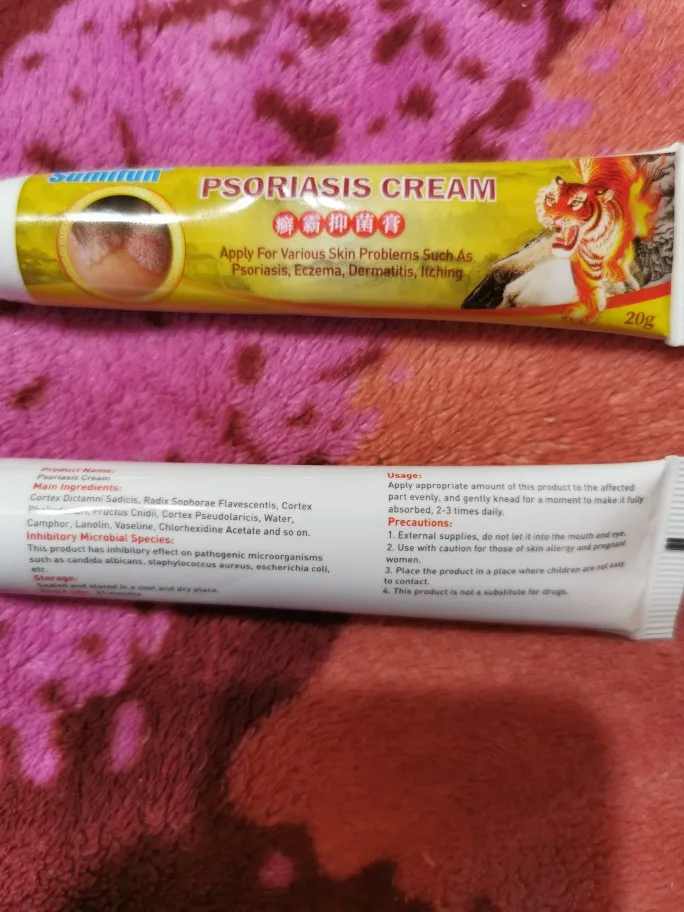 Sumifun
PSORIASIS CREAM
癣霸抑菌膏
Apply For Various Skin Problems Such As
Psoriasis, Eczema, Dermatitis, Itching
20g
Product Name:
Psoriasis Cream
Main Ingredients:
Cortex Dictamni Sadicis, Radix Sophorae Flavescentis, Cortex
Fructus Cnidii, Cortex Pseudolaricis, Water,
Camphor, Lanolin, Vaseline, Chlorhexidine Acetate and so on.
Inhibitory Microbial Species:
This product has inhibitory effect on pathogenic microorganisms
such as candida albicans, staphylococcus aureus, escherichia coli,
etc.
Storage:
Sealed and stored in a cool and dry place.
36 months
Usage:
Apply appropriate amount of this product to the affected
part evenly, and gently knead for a moment to make it fully
absorbed, 2-3 times daily.
Precautions:
1. External supplies, do not let it into the mouth and eye.
2. Use with caution for those of skin allergy and pregnant
women.
3. Place the product in a place where children are not easy
to contact.
4. This product is not a substitute for drugs.